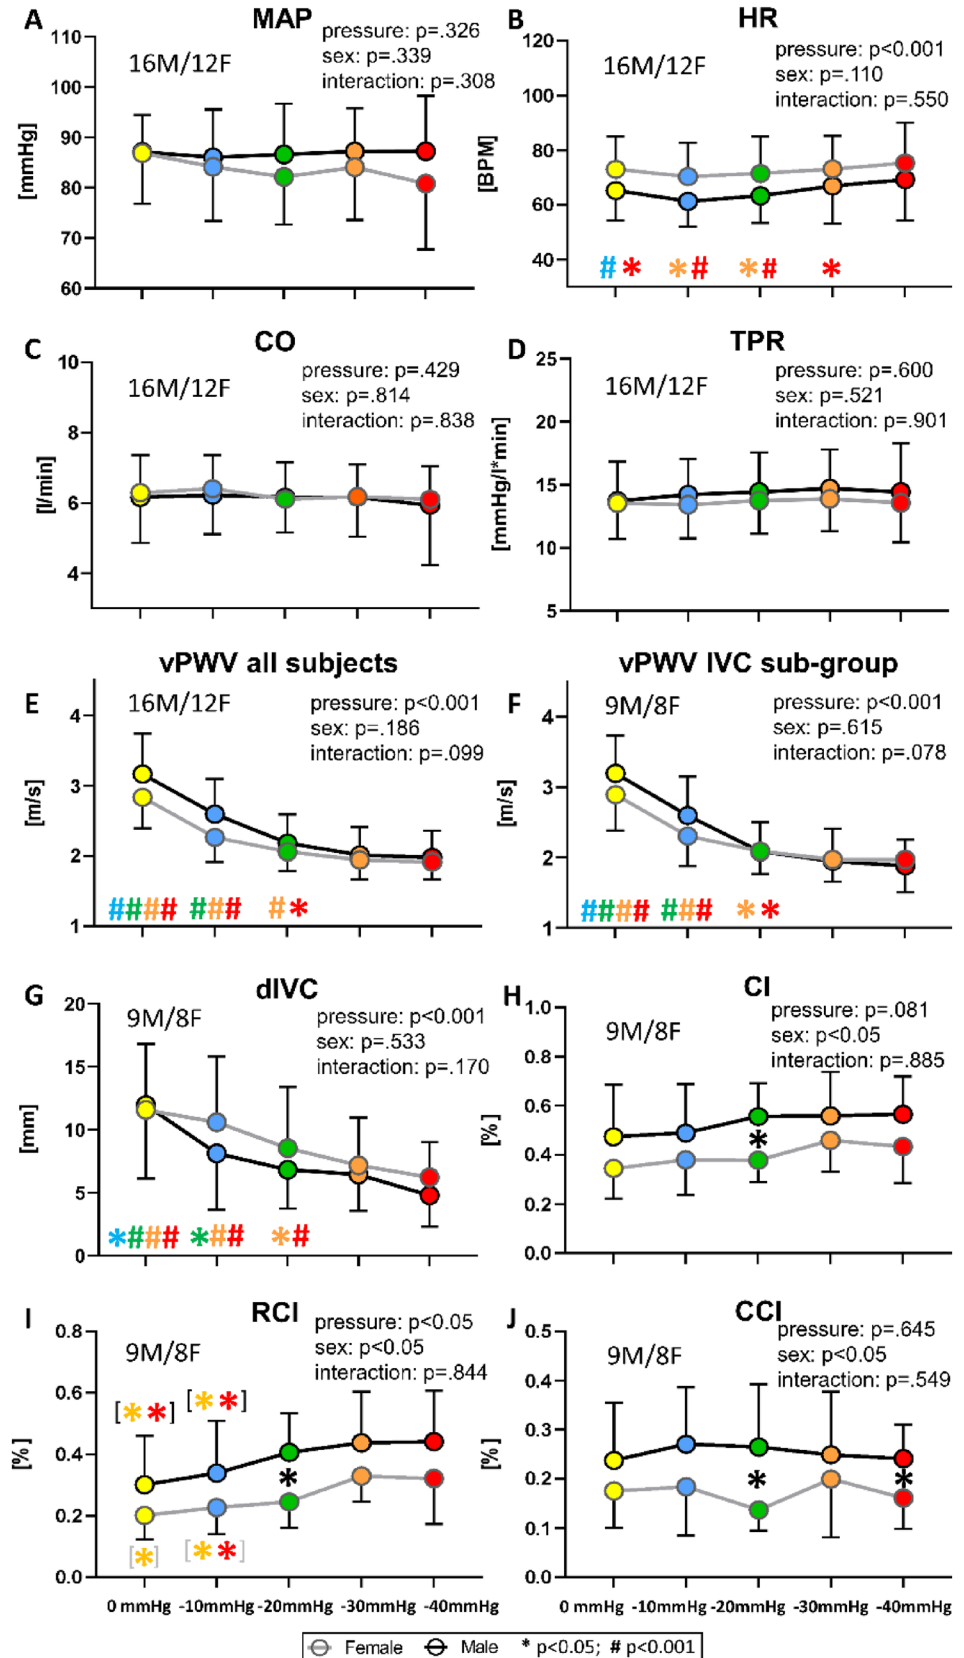 A
MAP
pressure: p=.326
sex: p=.339
interaction: p=.308
16M/12F
[mmHg]
110
100
90
80
70
60
B
HR
pressure: p<0.001
sex: p=.110
interaction: p=.550
16M/12F
[BPM]
120
100
80
60
40
# *
* #
* #
*
C
CO
pressure: p=.429
sex: p=.814
interaction: p=.838
16M/12F
[l/min]
10
8
6
4
D
TPR
pressure: p=.600
sex: p=.521
interaction: p=.901
16M/12F
[mmHg/l*min]
25
20
15
10
5
vPWV all subjects
E
16M/12F
pressure: p<0.001
sex: p=.186
interaction: p=.099
[m/s]
4
3
2
1
####
###
#*
vPWV IVC sub-group
F
9M/8F
pressure: p<0.001
sex: p=.615
interaction: p=.078
[m/s]
4
3
2
1
####
###
* *
G
dIVC
9M/8F
pressure: p<0.001
sex: p=.533
interaction: p=.170
[mm]
20
15
10
5
0
*###
*##
*#
H
CI
9M/8F
pressure: p=.081
sex: p<0.05
interaction: p=.885
[%]
1.0
0.8
0.6
0.4
0.2
0.0
*
I
RCI
9M/8F
pressure: p<0.05
sex: p<0.05
interaction: p=.844
[%]
0.8
0.6
0.4
0.2
0.0
[* *]
[* *]
*
[*]
[* *]
J
CCI
9M/8F
pressure: p=.645
sex: p<0.05
interaction: p=.549
[%]
0.5
0.4
0.3
0.2
0.1
0.0
*
*
0 mmHg -10mmHg -20mmHg -30mmHg -40mmHg
0 mmHg -10mmHg -20mmHg -30mmHg -40mmHg
Female Male * p<0.05; # p<0.001